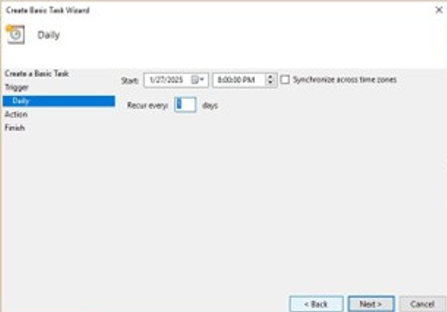 Create Basic Task Wizard
Daily
Create a Basic Task
Trigger
Daily
Action
Finish
Start: 1/27/2025 8:00:00 PM Synchronize across time zones
Recur every: 1 days
< Back Next > Cancel